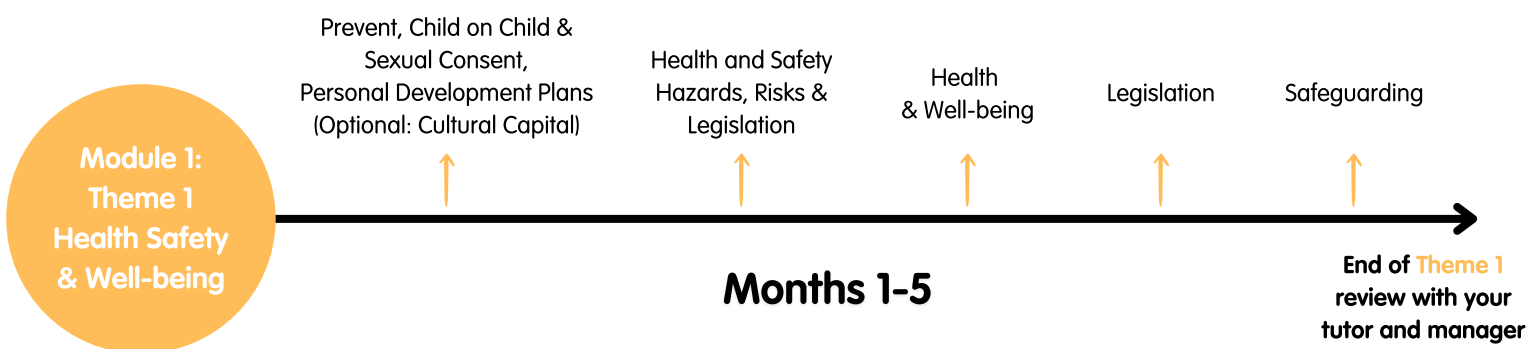 Module 1:
Theme 1
Health Safety
& Well-being
Prevent, Child on Child &
Sexual Consent,
Personal Development Plans
(Optional: Cultural Capital)
Health and Safety
Hazards, Risks &
Legislation
Health
& Well-being
Legislation
Safeguarding
Months 1-5
End of Theme 1
review with your
tutor and manager